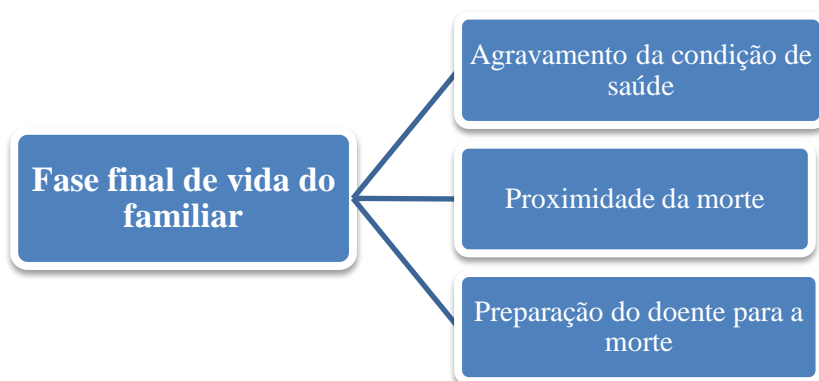 Fase final de vida do
familiar
Agravamento da condição de
saúde
Proximidade da morte
Preparação do doente para a
morte